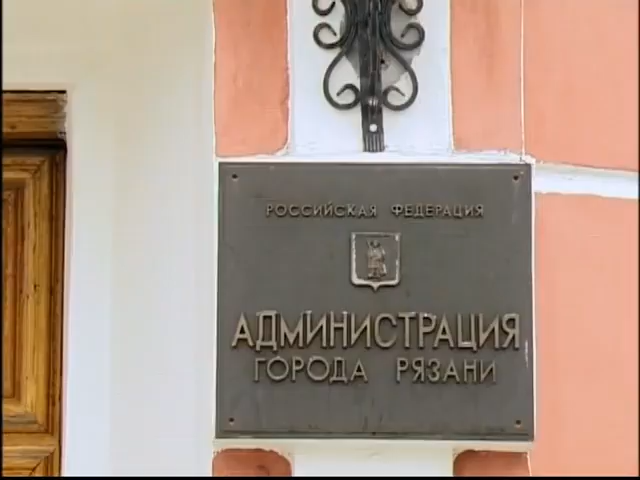 РОССИЙСКАЯ ФЕДЕРАЦИЯ
АДМИНИСТРАЦИЯ
ГОРОДА РЯЗАНИ